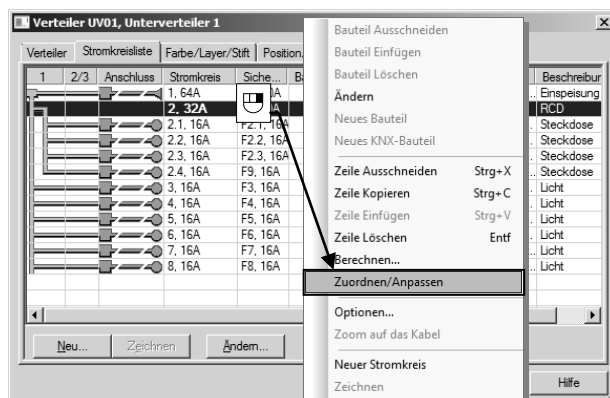 Verteiler UV01, Unterverteiler 1
Verteiler Stromkreisliste Farbe/Layer/Stift Position
1 2/3 Anschluss Stromkreis Siche... Beschreibur
1, 64A Einspeisung
2, 32A RCD
2.1, 16A F2.1, 16A Steckdose
2.2, 16A F2.2, 16A Steckdose
2.3, 16A F2.3, 16A Steckdose
2.4, 16A F9, 16A Steckdose
3, 16A F3, 16A Licht
4, 16A F4, 16A Licht
5, 16A F5, 16A Licht
6, 16A F6, 16A Licht
7, 16A F7, 16A Licht
8, 16A F8, 16A Licht
Neu... Zeichnen Ändern...
Hilfe
Bauteil Ausschneiden
Bauteil Einfügen
Bauteil Löschen
Ändern
Neues Bauteil
Neues KNX-Bauteil
Zeile Ausschneiden Strg+X
Zeile Kopieren Strg+C
Zeile Einfügen Strg+V
Zeile Löschen Entf
Berechnen...
Zuordnen/Anpassen
Optionen...
Zoom auf das Kabel
Neuer Stromkreis
Zeichnen